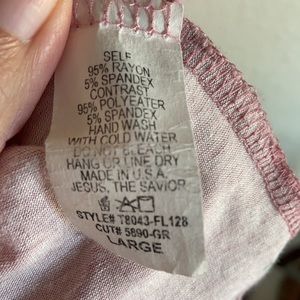 SELF
95% RAYON
5% SPANDEX
CONTRAST
95% POLYEATER
5% SPANDEX
HAND WASH
WITH COLD WATER
DO NOT BLEACH
HANG OR LINE DRY
MADE IN U.S.A.
JESUS, THE SAVIOR
STYLE# T8043-FL128
CUT# 5890-GR
LARGE